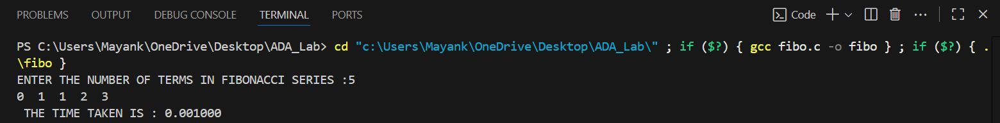 PROBLEMS OUTPUT DEBUG CONSOLE TERMINAL PORTS Code
PS C:\Users\Mayank\OneDrive\Desktop\ADA_Lab> cd "c:\Users\Mayank\OneDrive\Desktop\ADA_Lab\" ; if ($?) { gcc fibo.c -o fibo } ; if ($?) { .
\fibo }
ENTER THE NUMBER OF TERMS IN FIBONACCI SERIES :5
0  1  1  2  3
 THE TIME TAKEN IS : 0.001000